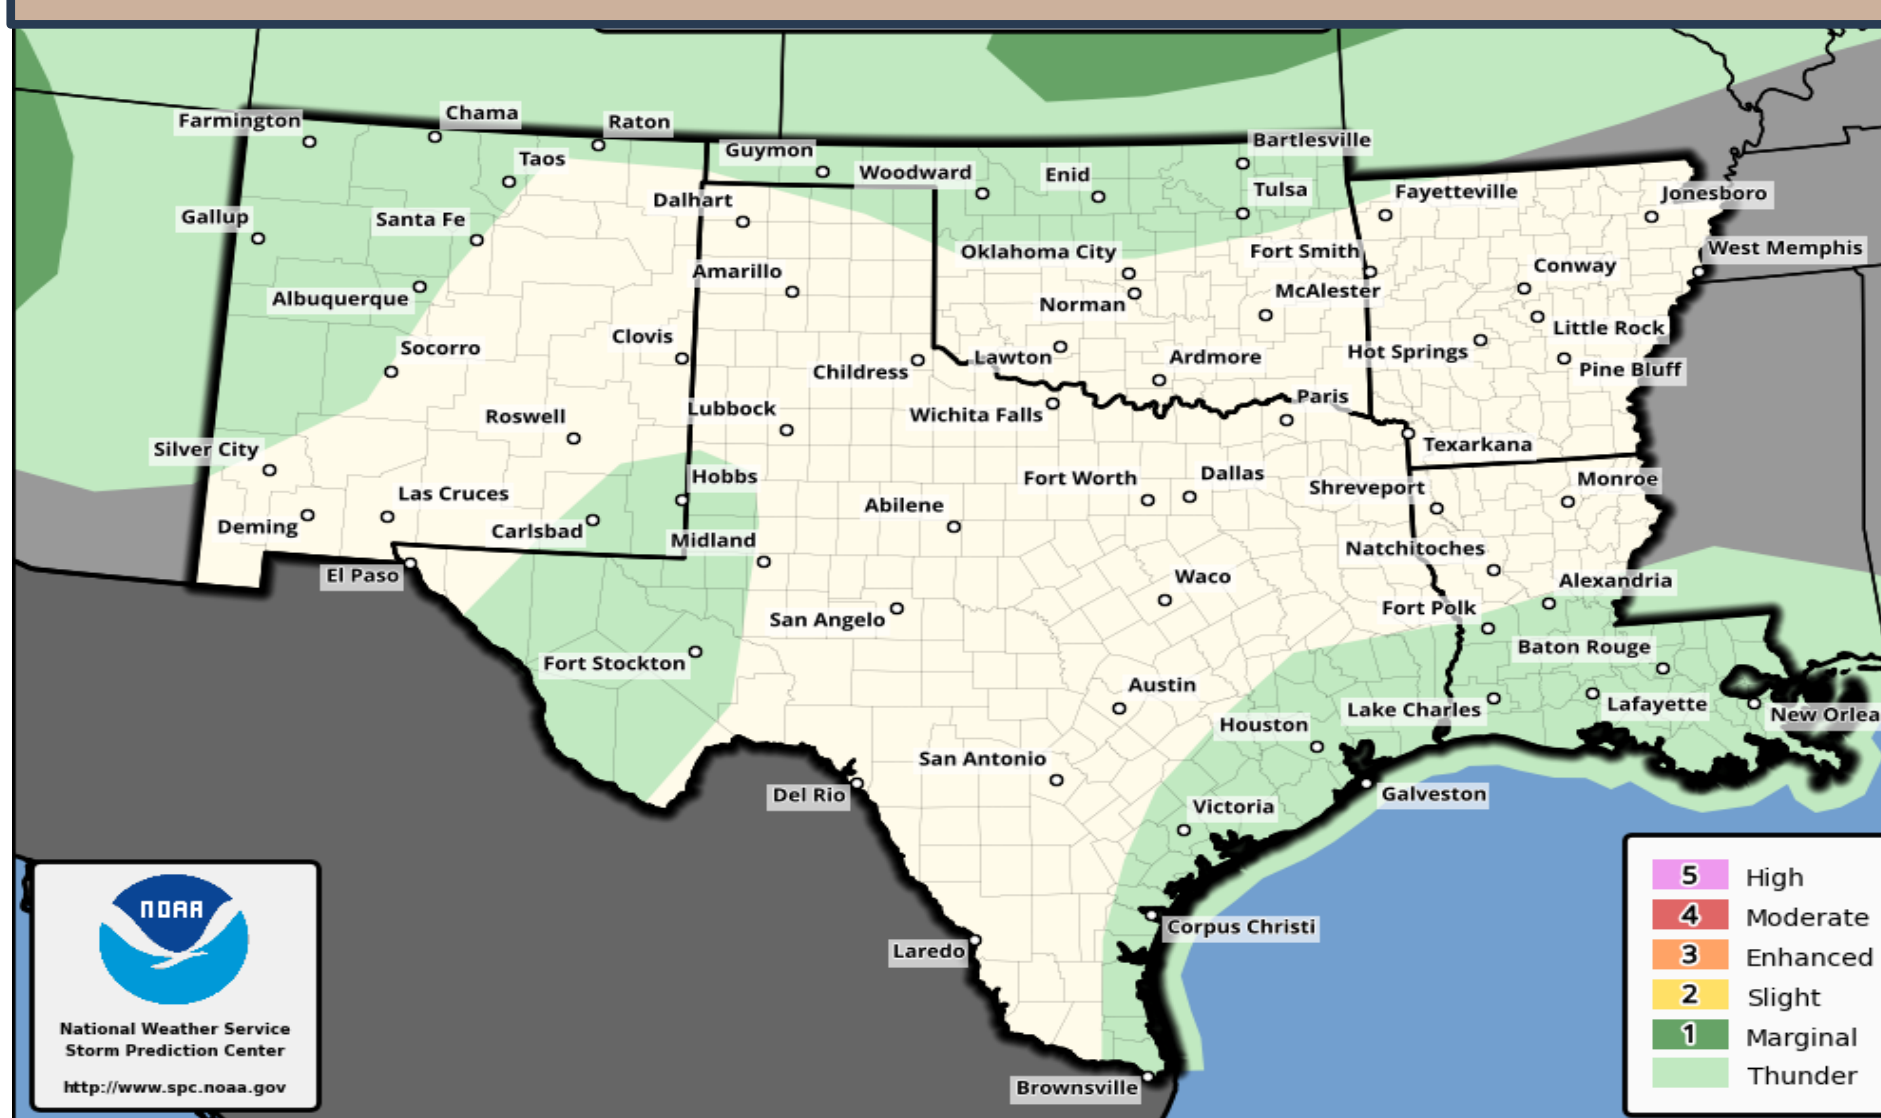 Farmington
Chama
Raton
Guymon
Bartlesville
Taos
Woodward
Enid
Tulsa
Fayetteville
Jonesboro
Gallup
Santa Fe
Dalhart
Oklahoma City
Fort Smith
West Memphis
Conway
Albuquerque
Amarillo
Norman
McAlester
Little Rock
Socorro
Clovis
Childress
Lawton
Ardmore
Hot Springs
Pine Bluff
Roswell
Lubbock
Wichita Falls
Paris
Texarkana
Silver City
Hobbs
Fort Worth
Dallas
Shreveport
Monroe
Las Cruces
Deming
Carlsbad
Midland
Abilene
Natchitoches
El Paso
Waco
Alexandria
San Angelo
Fort Polk
Fort Stockton
Baton Rouge
Austin
Houston
Lake Charles
Lafayette
New Orlea
San Antonio
Del Rio
Victoria
Galveston
Laredo
Corpus Christi
Brownsville
NOAA
National Weather Service
Storm Prediction Center
http://www.spc.noaa.gov
5 High
4 Moderate
3 Enhanced
2 Slight
1 Marginal
Thunder